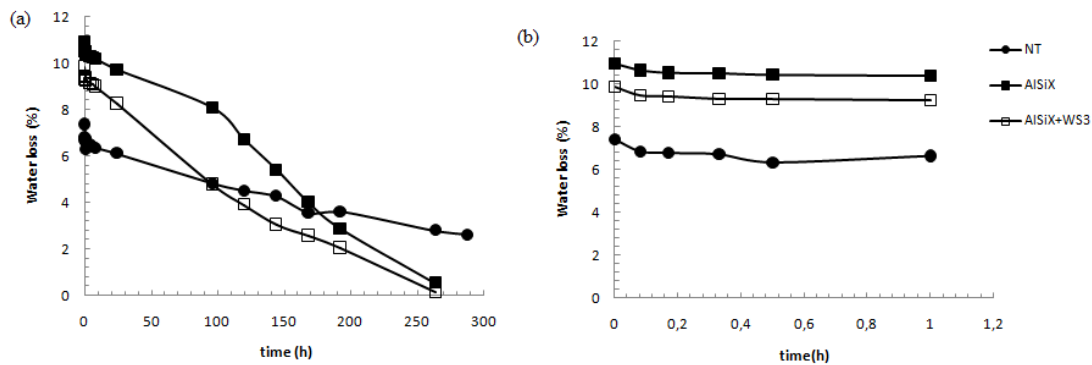 (a)
12
10
8
6
4
2
0
Water loss (%)
0 50 100 150 200 250 300
time (h)
(b)
12
10
8
6
4
2
0
Water loss (%)
0 0,2 0,4 0,6 0,8 1 1,2
time(h)
NT
AlSiX
AlSiX+WS3